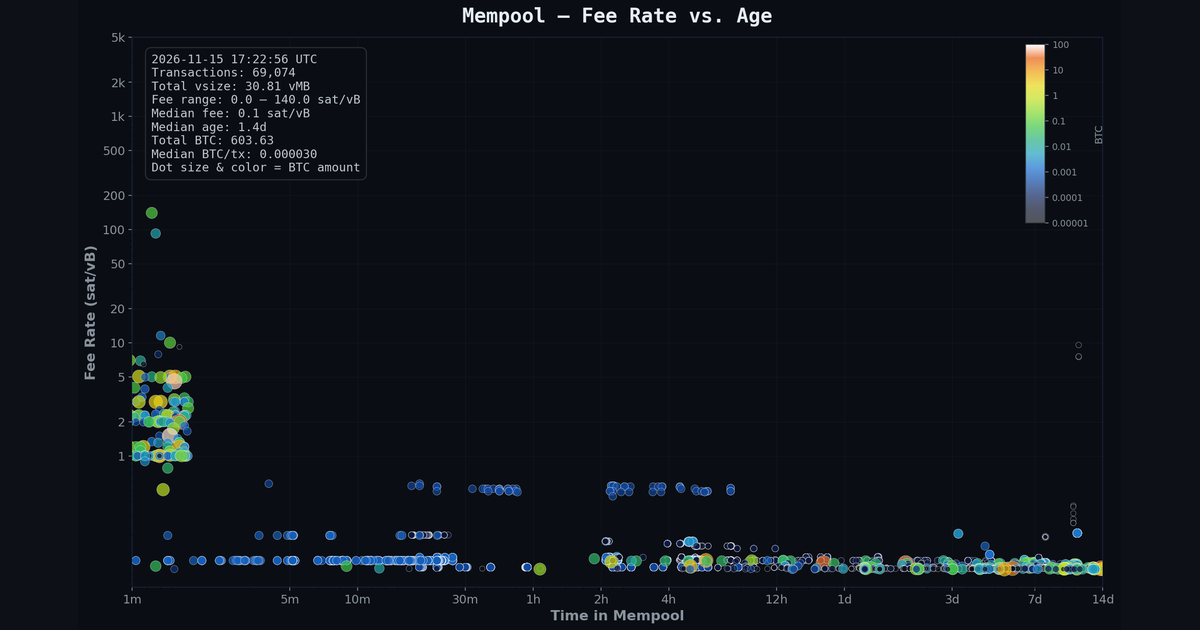 Mempool — Fee Rate vs. Age
2026-11-15 17:22:56 UTC
Transactions: 69,074
Total vsize: 30.81 vMB
Fee range: 0.0 – 140.0 sat/vB
Median fee: 0.1 sat/vB
Median age: 1.4d
Total BTC: 603.63
Median BTC/tx: 0.000030
Dot size & color = BTC amount
5k
2k
1k
500
200
100
50
20
10
5
2
1
Fee Rate (sat/vB)
100
10
1
0.1
0.01
0.001
0.0001
0.00001
BTC
1m
5m
10m
30m
1h
2h
4h
12h
1d
3d
7d
14d
Time in Mempool